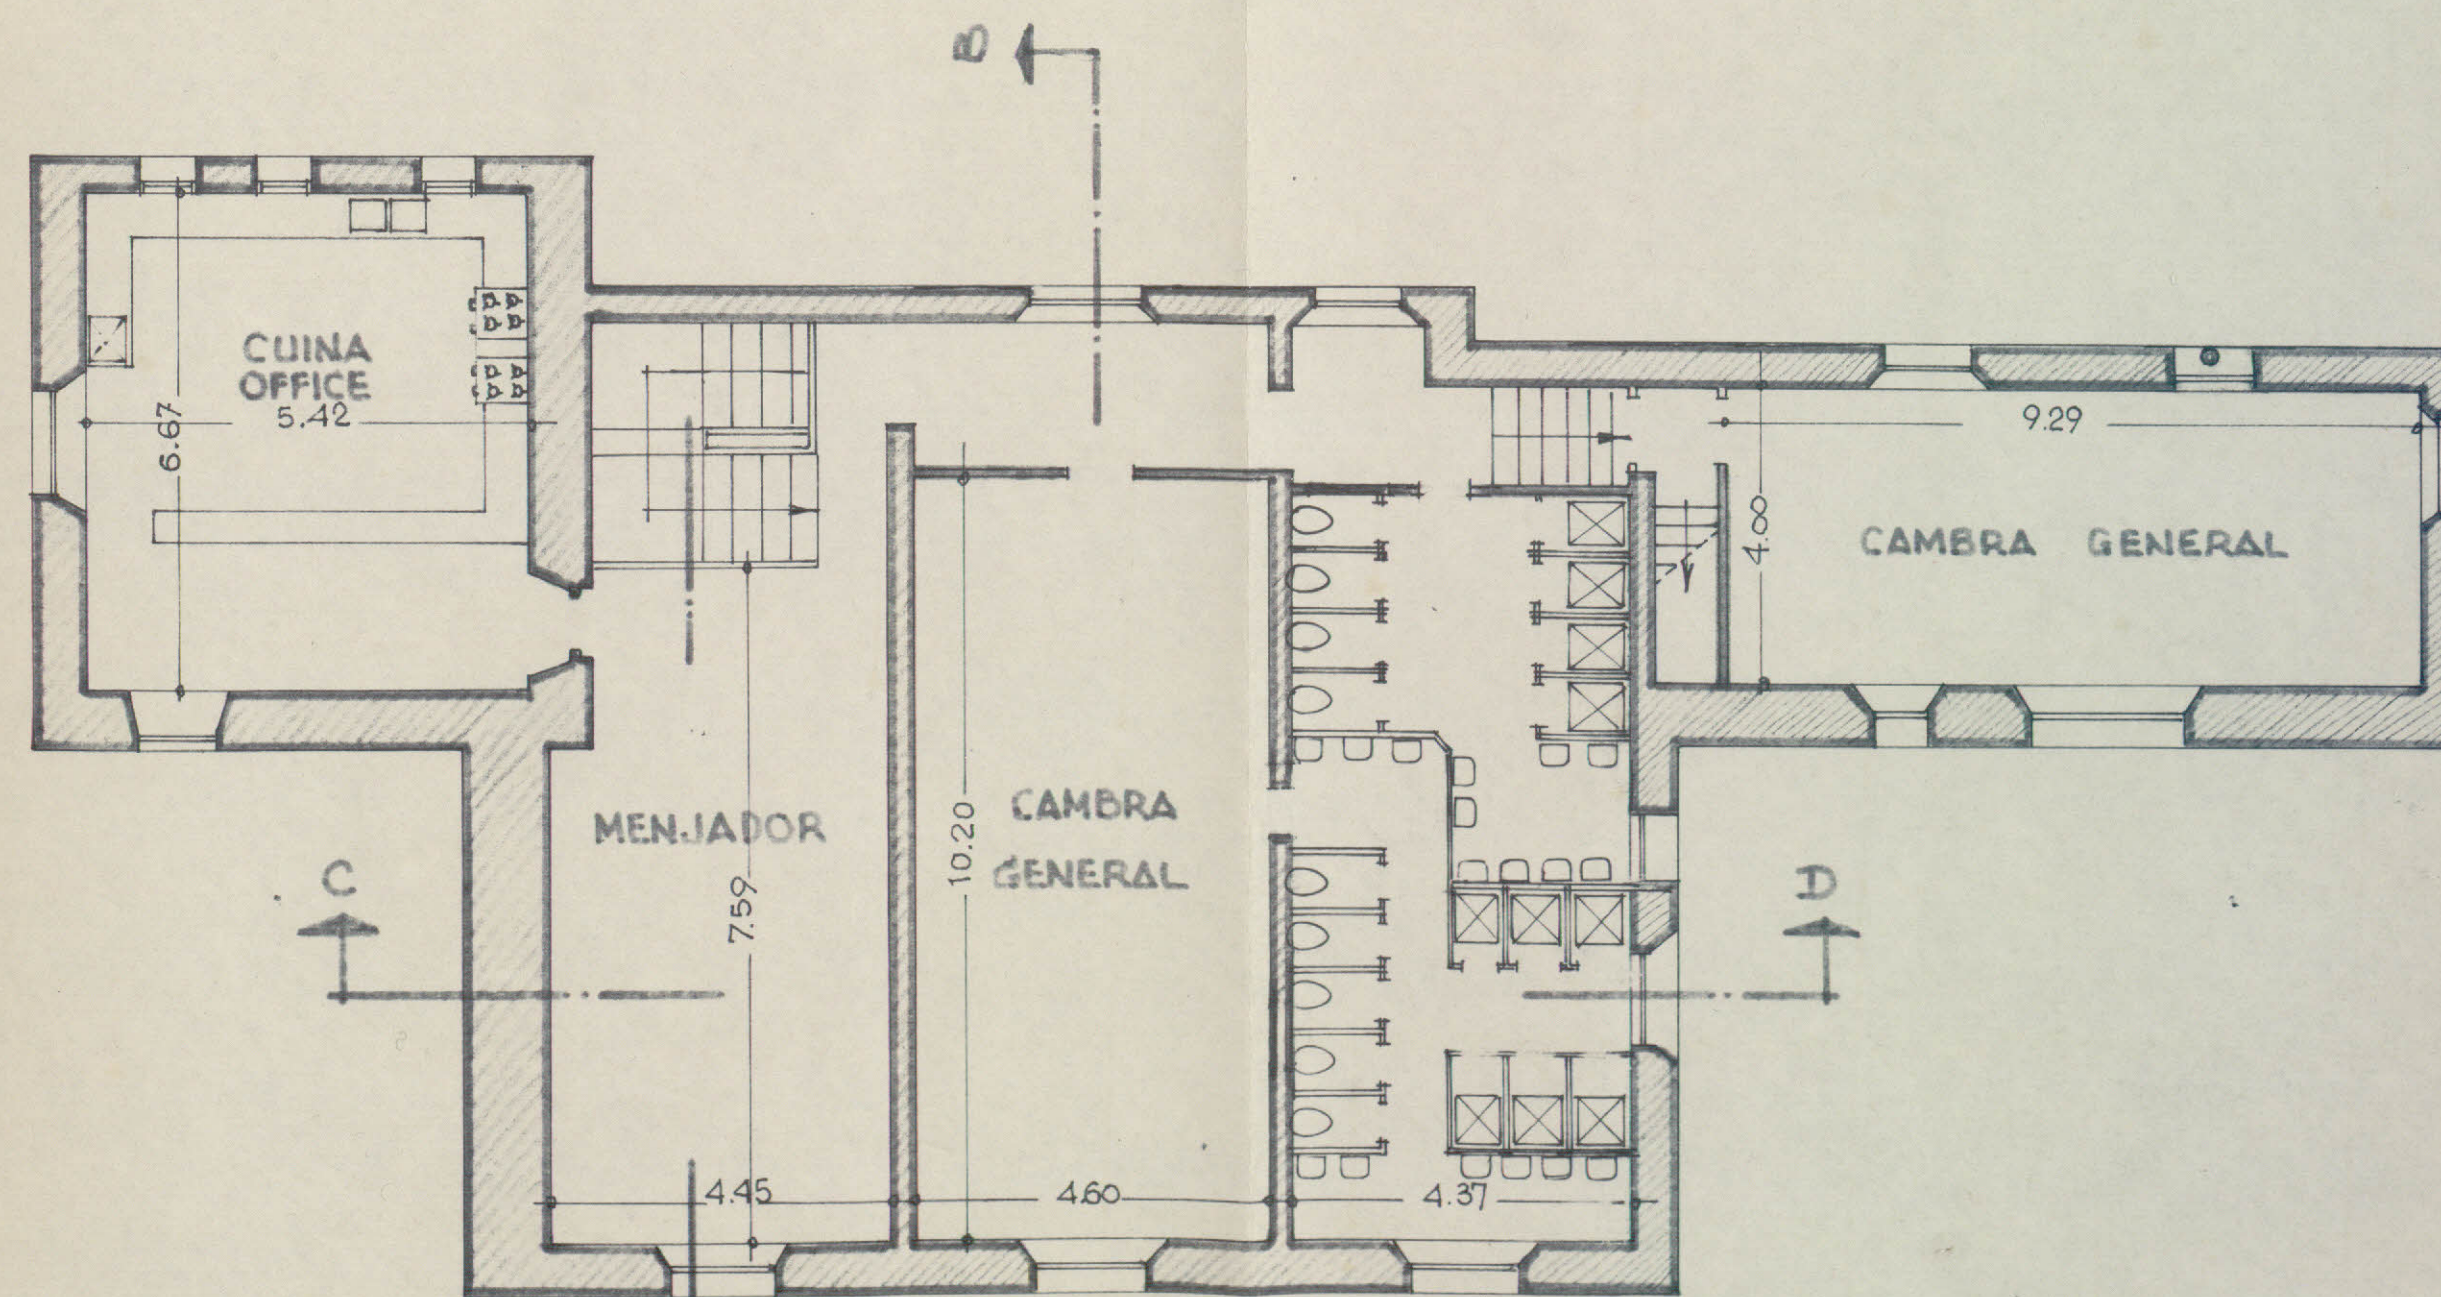 B
CUINA
OFFICE
5.42
6.67
9.29
4.00
CAMBRA GENERAL
MENJADOR
7.59
10.20
CAMBRA
GENERAL
C
D
4.45
4.60
4.37